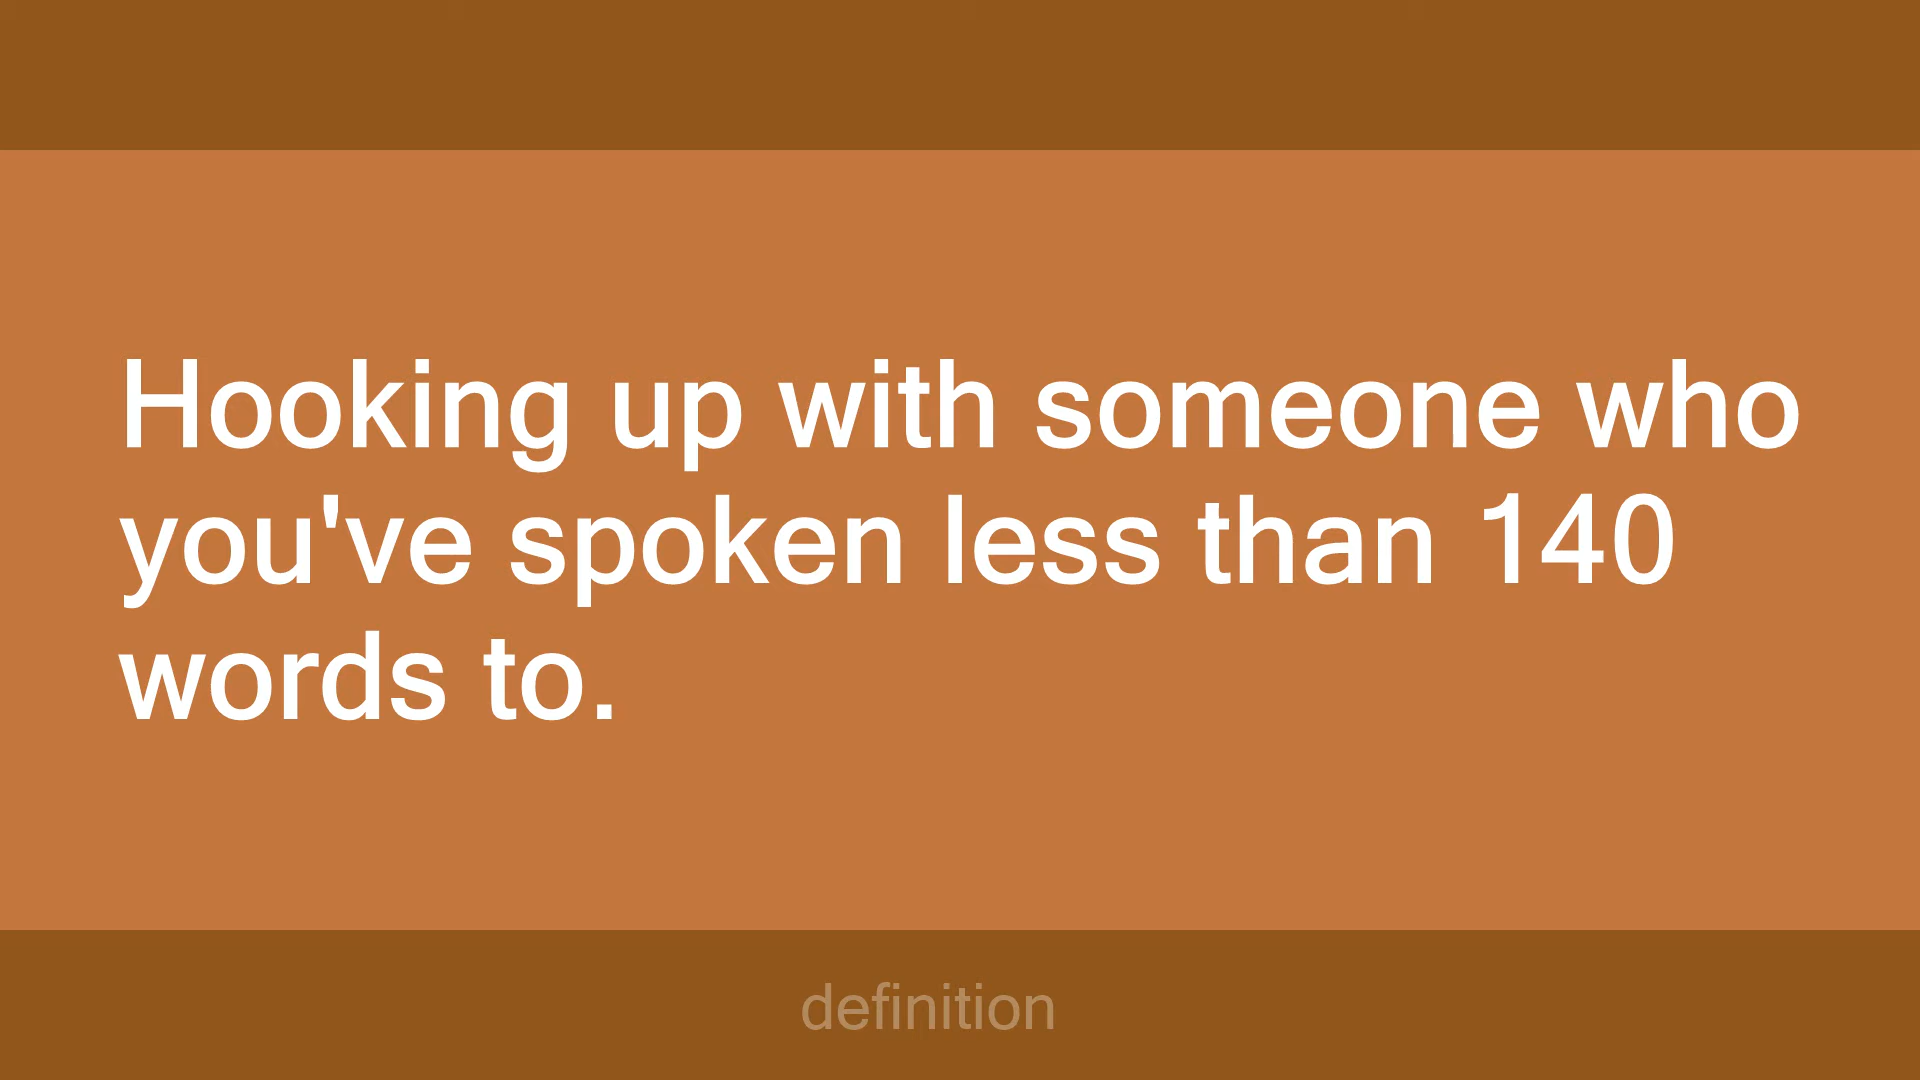 Hooking up with someone who
you've spoken less than 140
words to.
definition